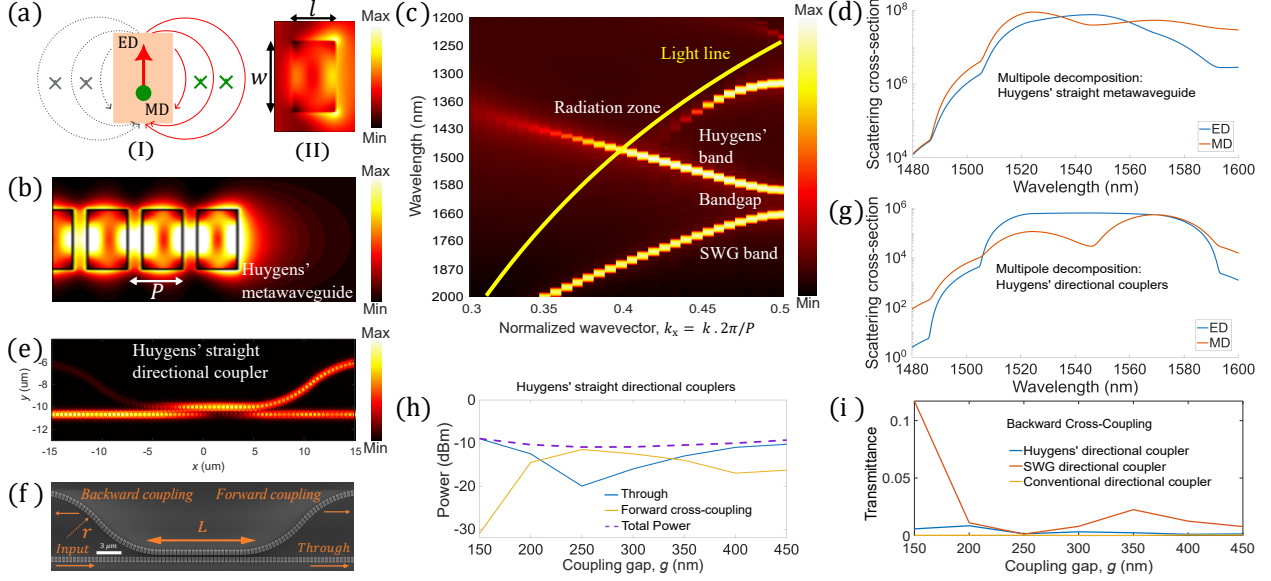 (a)
ED
MD
(I)
l
w
(II)
Max
Min
(b)
P
Huygens'
metawaveguide
Max
Min
(c)
Wavelength (nm)
1200
1230
1300
1360
1430
1500
1580
1660
1760
1870
2000
Light line
Radiation zone
Huygens'
band
Bandgap
SWG band
0.3
0.35
0.4
0.45
0.5
Normalized wavevector, kx = k . 2π/P
Max
Min
(d)
Scattering cross-section
10^8
10^6
10^4
Multipole decomposition:
Huygens' straight metawaveguide
ED
MD
1480
1500
1520
1540
1560
1580
1600
Wavelength (nm)
(e)
y (um)
-6
-8
-10
-12
Huygens' straight
directional coupler
-15
-10
-5
0
5
10
15
x (um)
Max
Min
(f)
Backward coupling
Forward coupling
r
L
3 μm
Input
Through
(g)
Scattering cross-section
10^6
10^4
10^2
10^0
Multipole decomposition:
Huygens' directional couplers
ED
MD
1480
1500
1520
1540
1560
1580
1600
Wavelength (nm)
(h)
Huygens' straight directional couplers
Power (dBm)
0
-10
-20
-30
Through
Forward cross-coupling
Total Power
150
200
250
300
350
400
450
Coupling gap, g (nm)
(i)
Transmittance
0.1
0.05
0
Backward Cross-Coupling
Huygens' directional coupler
SWG directional coupler
Conventional directional coupler
150
200
250
300
350
400
450
Coupling gap, g (nm)